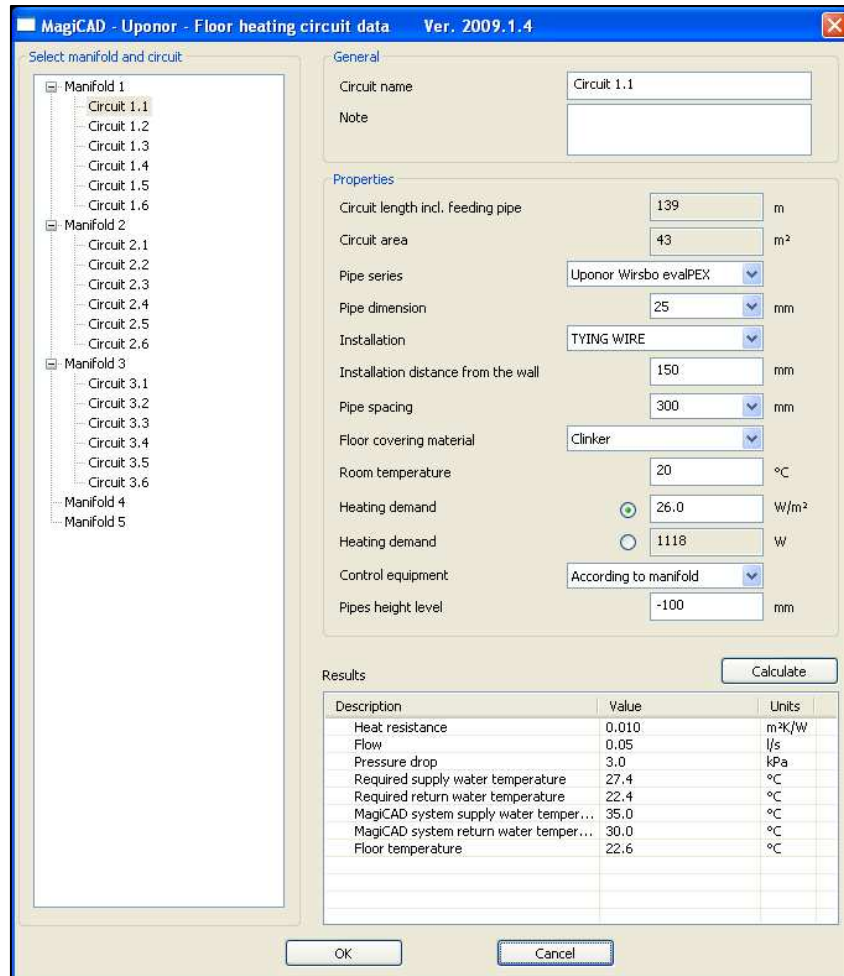 MagiCAD - Uponor - Floor heating circuit data Ver. 2009.1.4
Select manifold and circuit
Manifold 1
Circuit 1.1
Circuit 1.2
Circuit 1.3
Circuit 1.4
Circuit 1.5
Circuit 1.6
Manifold 2
Circuit 2.1
Circuit 2.2
Circuit 2.3
Circuit 2.4
Circuit 2.5
Circuit 2.6
Manifold 3
Circuit 3.1
Circuit 3.2
Circuit 3.3
Circuit 3.4
Circuit 3.5
Circuit 3.6
Manifold 4
Manifold 5
General
Circuit name Circuit 1.1
Note
Properties
Circuit length incl. feeding pipe 139 m
Circuit area 43 m²
Pipe series Uponor Wirsbo evalPEX
Pipe dimension 25 mm
Installation TYING WIRE
Installation distance from the wall 150 mm
Pipe spacing 300 mm
Floor covering material Clinker
Room temperature 20 °C
Heating demand 26.0 W/m²
Heating demand 1118 W
Control equipment According to manifold
Pipes height level -100 mm
Results Calculate
Description Value Units
Heat resistance 0.010 m²K/W
Flow 0.05 l/s
Pressure drop 3.0 kPa
Required supply water temperature 27.4 °C
Required return water temperature 22.4 °C
MagiCAD system supply water temper... 35.0 °C
MagiCAD system return water temper... 30.0 °C
Floor temperature 22.6 °C
OK Cancel